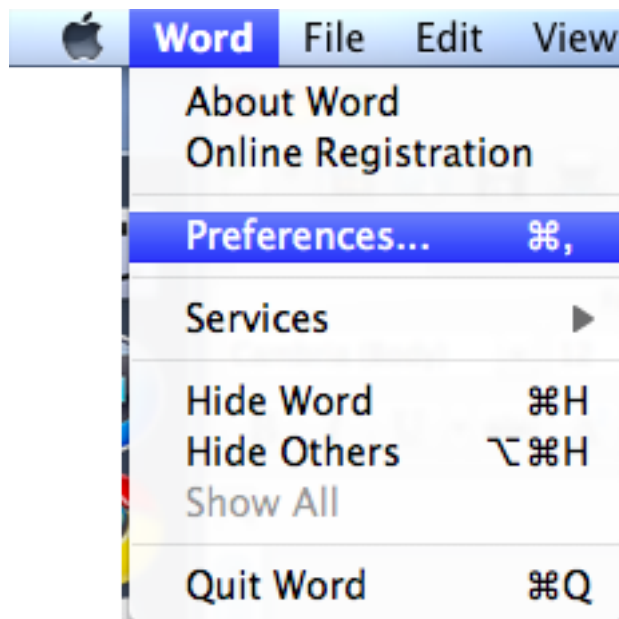 Word File Edit View
About Word
Online Registration
Preferences... ⌘,
Services ▶
Hide Word ⌘H
Hide Others ⌥⌘H
Show All
Quit Word ⌘Q